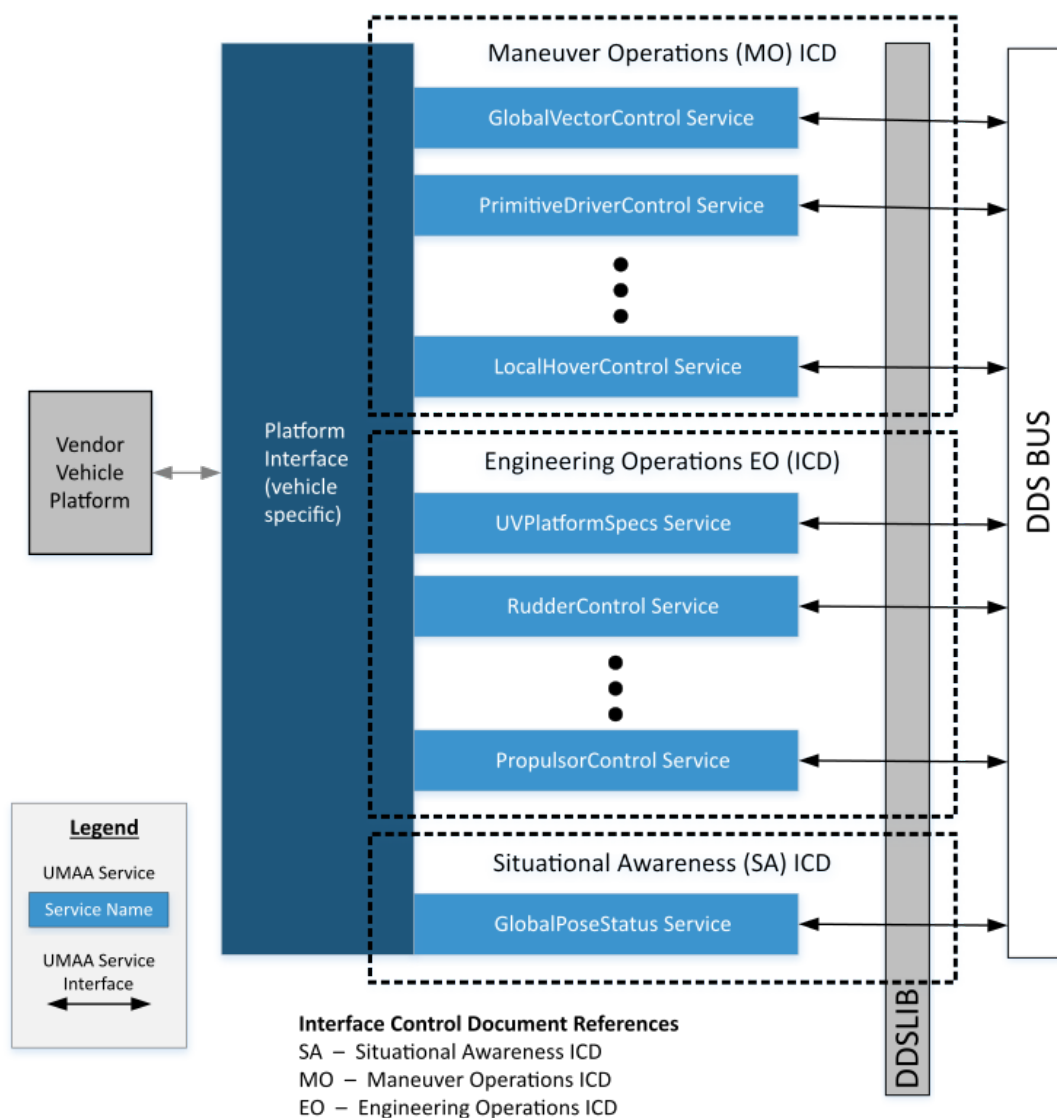 Maneuver Operations (MO) ICD
GlobalVectorControl Service
PrimitiveDriverControl Service
LocalHoverControl Service
Vendor
Vehicle
Platform
Platform
Interface
(vehicle
specific)
Engineering Operations EO (ICD)
UVPlatformSpecs Service
RudderControl Service
PropulsorControl Service
Situational Awareness (SA) ICD
GlobalPoseStatus Service
DDSLIB
DDS BUS
Legend
UMAA Service
Service Name
UMAA Service
Interface
Interface Control Document References
SA – Situational Awareness ICD
MO – Maneuver Operations ICD
EO – Engineering Operations ICD